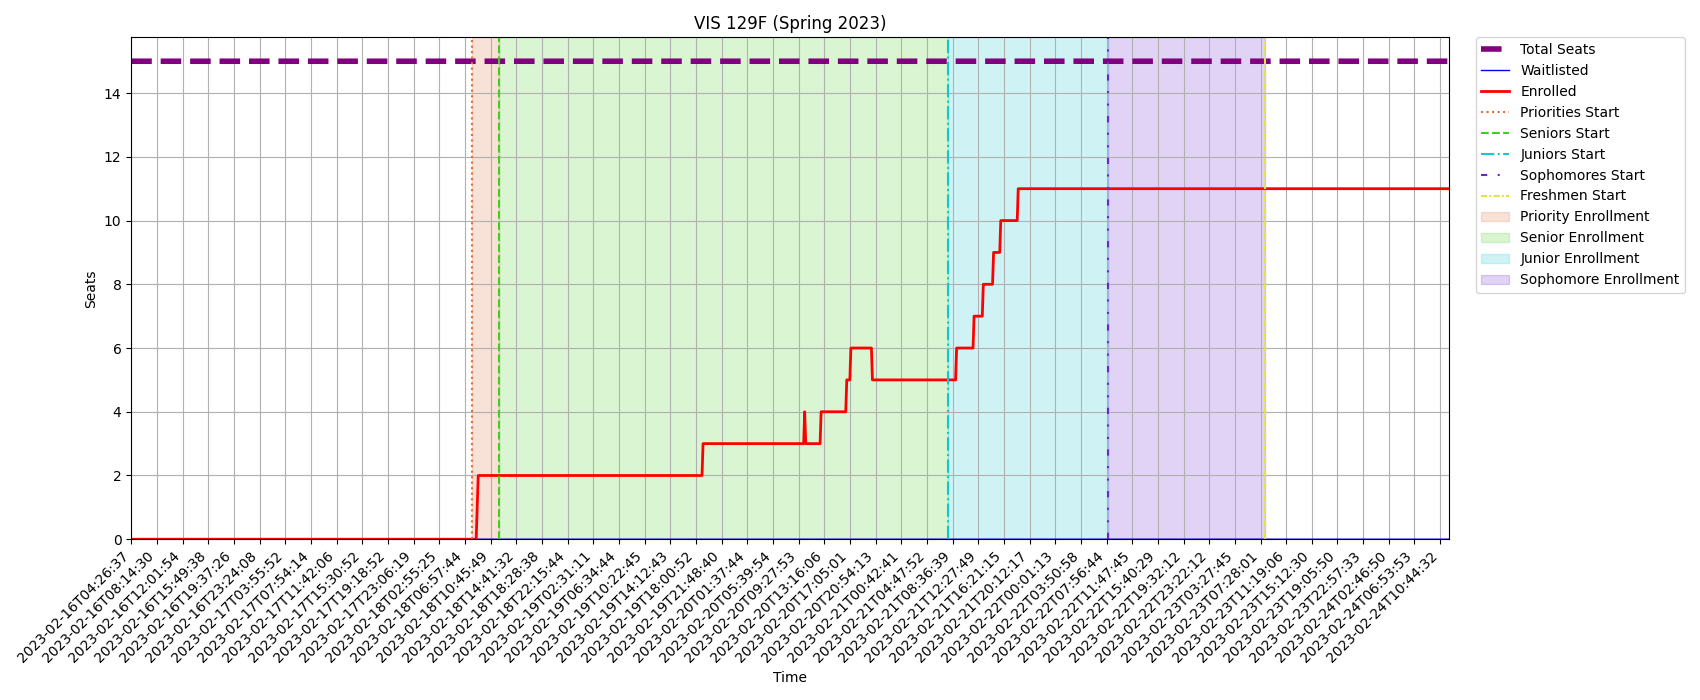 VIS 129F (Spring 2023)
Total Seats
Waitlisted
Enrolled
Priorities Start
Seniors Start
Juniors Start
Sophomores Start
Freshmen Start
Priority Enrollment
Senior Enrollment
Junior Enrollment
Sophomore Enrollment
Seats
14
12
10
8
6
4
2
0
2023-02-16T04:26:37
2023-02-16T08:14:30
2023-02-16T12:01:54
2023-02-16T15:49:38
2023-02-16T19:37:26
2023-02-16T23:24:08
2023-02-17T03:55:52
2023-02-17T07:54:14
2023-02-17T11:42:06
2023-02-17T15:30:52
2023-02-17T19:18:52
2023-02-17T23:06:19
2023-02-18T02:55:25
2023-02-18T06:57:44
2023-02-18T10:45:49
2023-02-18T14:41:32
2023-02-18T18:28:38
2023-02-18T22:15:44
2023-02-19T02:31:11
2023-02-19T06:34:44
2023-02-19T10:22:45
2023-02-19T14:12:43
2023-02-19T18:00:52
2023-02-19T21:48:40
2023-02-20T01:37:44
2023-02-20T05:39:54
2023-02-20T09:27:53
2023-02-20T13:16:06
2023-02-20T17:05:01
2023-02-20T20:54:13
2023-02-21T00:42:41
2023-02-21T04:47:52
2023-02-21T08:36:39
2023-02-21T12:27:49
2023-02-21T16:21:15
2023-02-21T20:12:17
2023-02-22T00:01:13
2023-02-22T03:50:58
2023-02-22T07:56:44
2023-02-22T11:47:45
2023-02-22T15:40:29
2023-02-22T19:32:12
2023-02-22T23:22:12
2023-02-23T03:27:45
2023-02-23T07:28:01
2023-02-23T11:19:06
2023-02-23T15:12:30
2023-02-23T19:05:50
2023-02-23T22:57:33
2023-02-24T02:46:50
2023-02-24T06:53:53
2023-02-24T10:44:32
Time